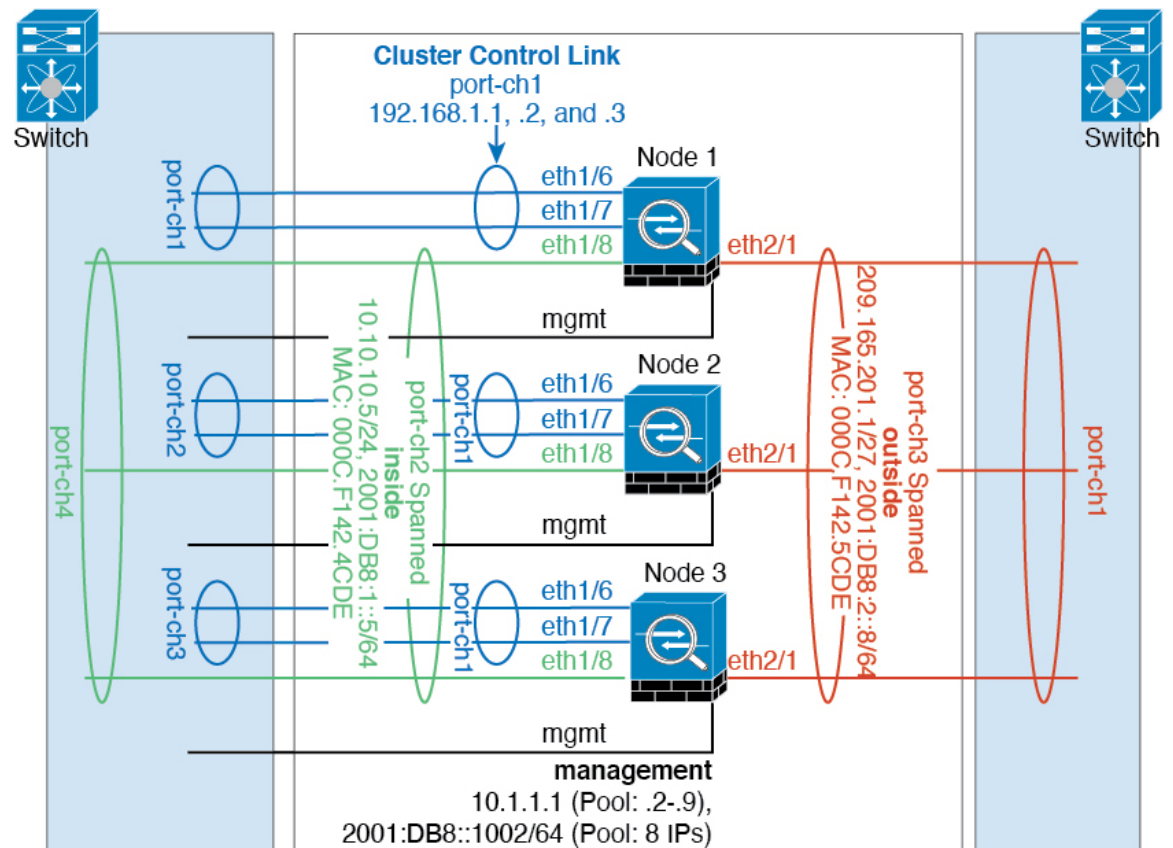 Switch
Switch
Cluster Control Link
port-ch1
192.168.1.1, .2, and .3
Node 1
port-ch1
eth1/6
eth1/7
eth1/8
eth2/1
mgmt
Node 2
port-ch2
port-ch1
eth1/6
eth1/7
eth1/8
eth2/1
mgmt
Node 3
port-ch3
port-ch1
eth1/6
eth1/7
eth1/8
eth2/1
mgmt
port-ch4
port-ch2 Spanned
inside
10.10.10.5/24, 2001:DB8:1::5/64
MAC: 000C.F142.4CDE
port-ch3 Spanned
outside
209.165.201.1/27, 2001:DB8:2::8/64
MAC: 000C.F142.5CDE
port-ch1
management
10.1.1.1 (Pool: .2-.9),
2001:DB8::1002/64 (Pool: 8 IPs)